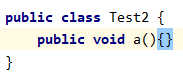 public class Test2 {
    public void a(){}
}